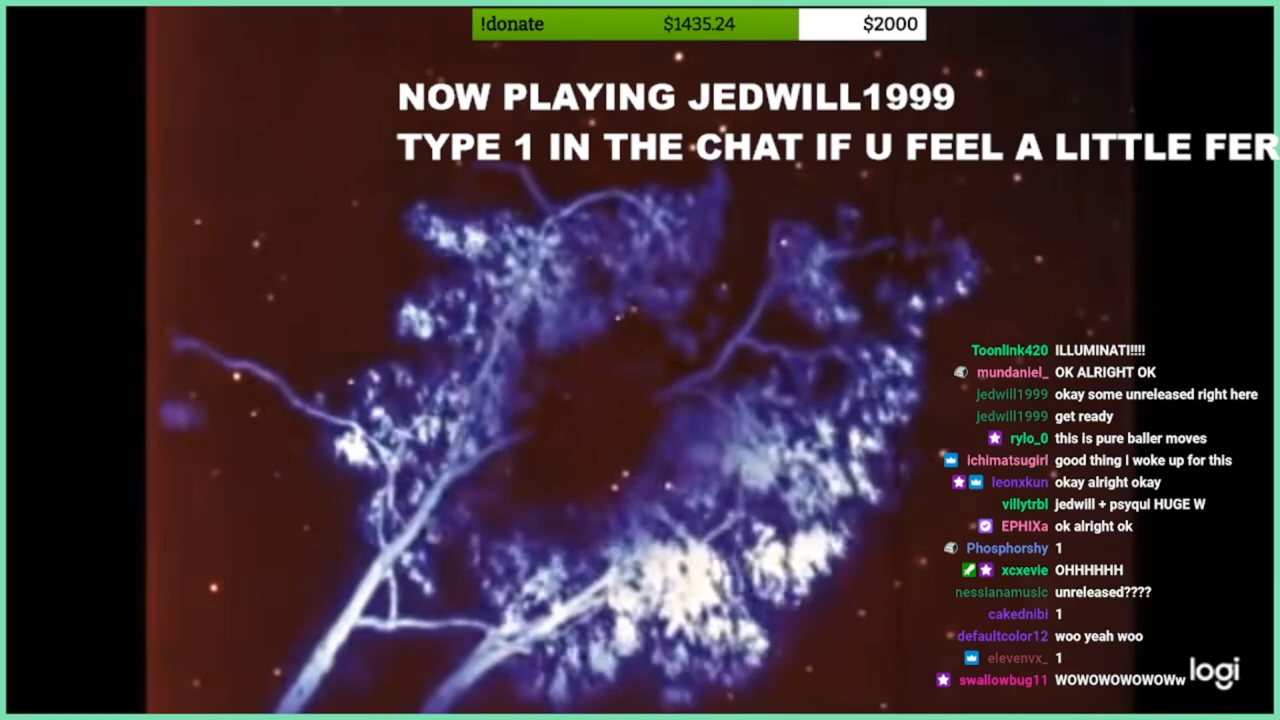 !donate $1435.24 $2000
NOW PLAYING JEDWILL1999
TYPE 1 IN THE CHAT IF U FEEL A LITTLE FER
Toonlink420 ILLUMINATI!!!!
mundaniel_ OK ALRIGHT OK
jedwill1999 okay some unreleased right here
jedwill1999 get ready
rylo_0 this is pure baller moves
ichimatsugirl good thing I woke up for this
leonxkun okay alright okay
villytrbl jedwill + psyqui HUGE W
EPHIXa ok alright ok
Phosphorshy 1
xcxevie OHHHHHH
nessianamusic unreleased????
cakednibi 1
defaultcolor12 woo yeah woo
elevenvx_ 1
swallowbug11 WOWOWOWOWOWw
logi